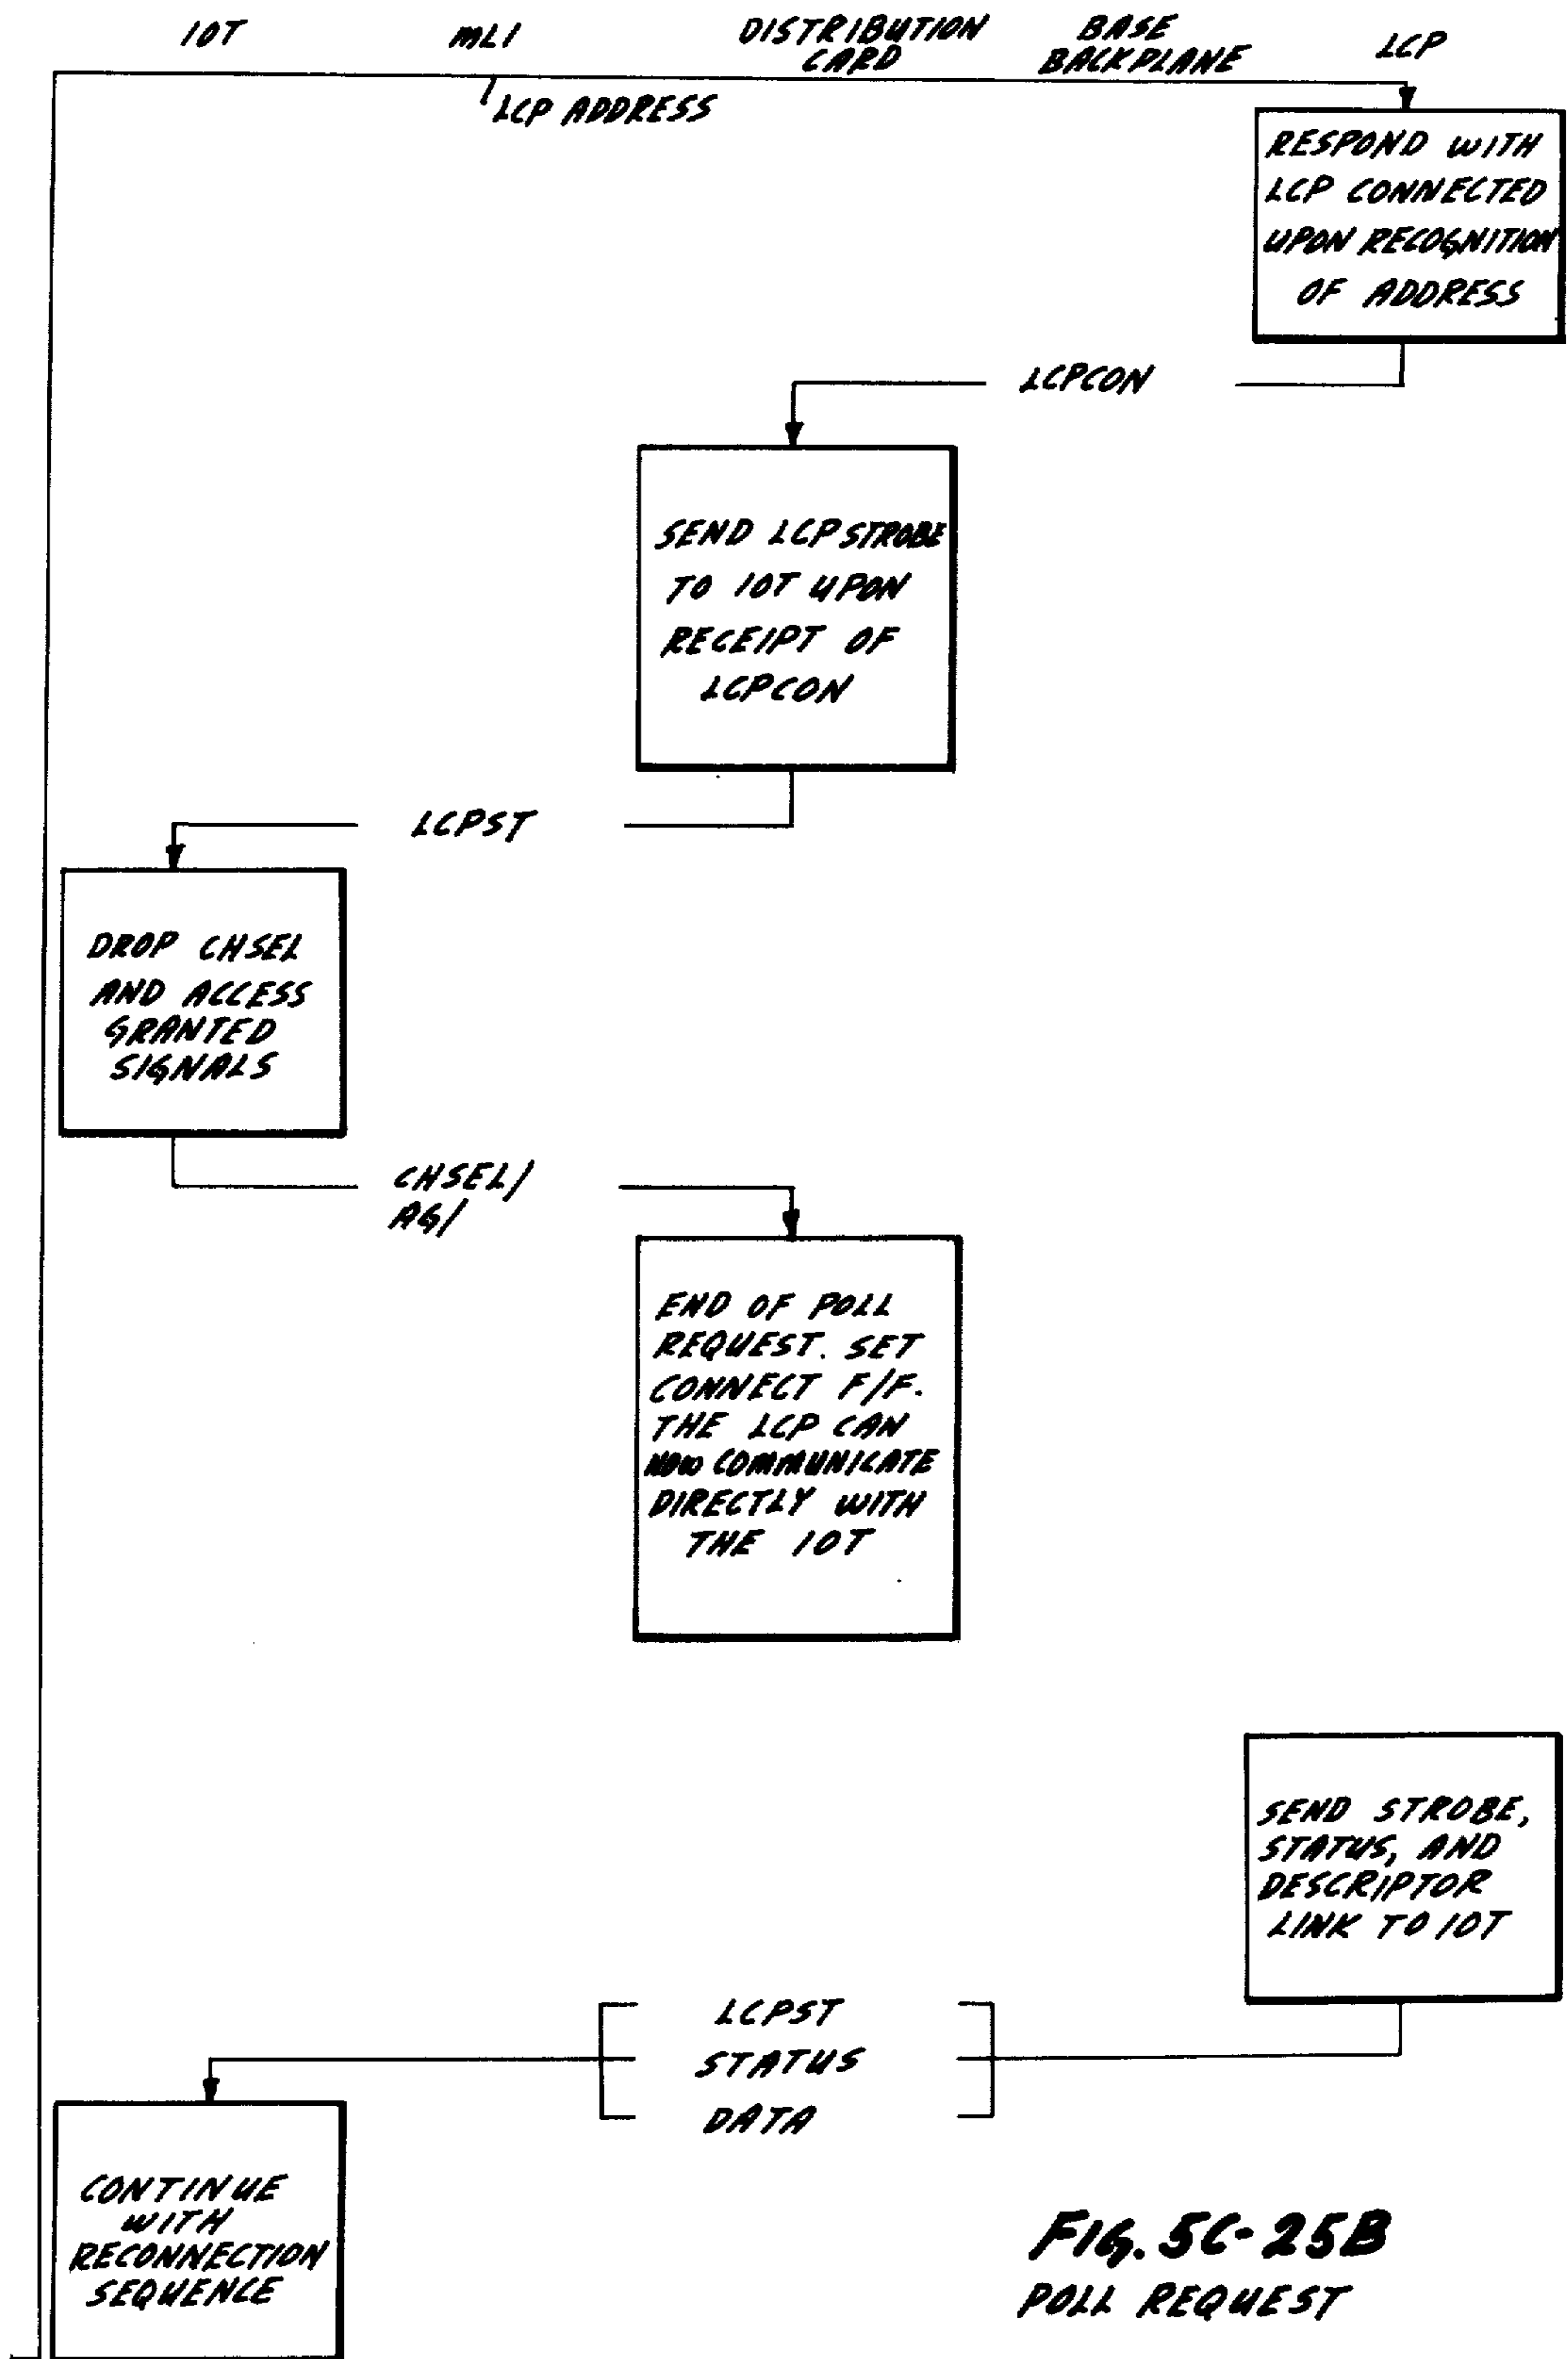 IOT
MLI
DISTRIBUTION
CARD
BASE
BACKPLANE
LCP
LCP ADDRESS
RESPOND WITH
LCP CONNECTED
UPON RECOGNITION
OF ADDRESS
LCPCON
SEND LCP STROBE
TO IOT UPON
RECEIPT OF
LCPCON
LCPST
DROP CHSEL
AND ACCESS
GRANTED
SIGNALS
CHSEL/
AG/
END OF POLL
REQUEST. SET
CONNECT F/F.
THE LCP CAN
NOW COMMUNICATE
DIRECTLY WITH
THE IOT
SEND STROBE,
STATUS, AND
DESCRIPTOR
LINK TO IOT
LCPST
STATUS
DATA
CONTINUE
WITH
RECONNECTION
SEQUENCE
FIG. 5C-25B
POLL REQUEST